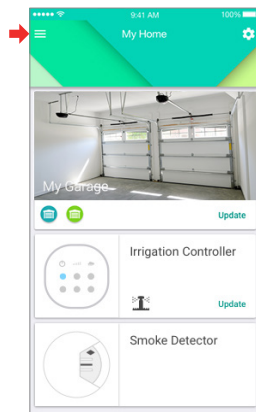 9:41 AM
100%
My Home
My Garage
Update
Irrigation Controller
Update
Smoke Detector